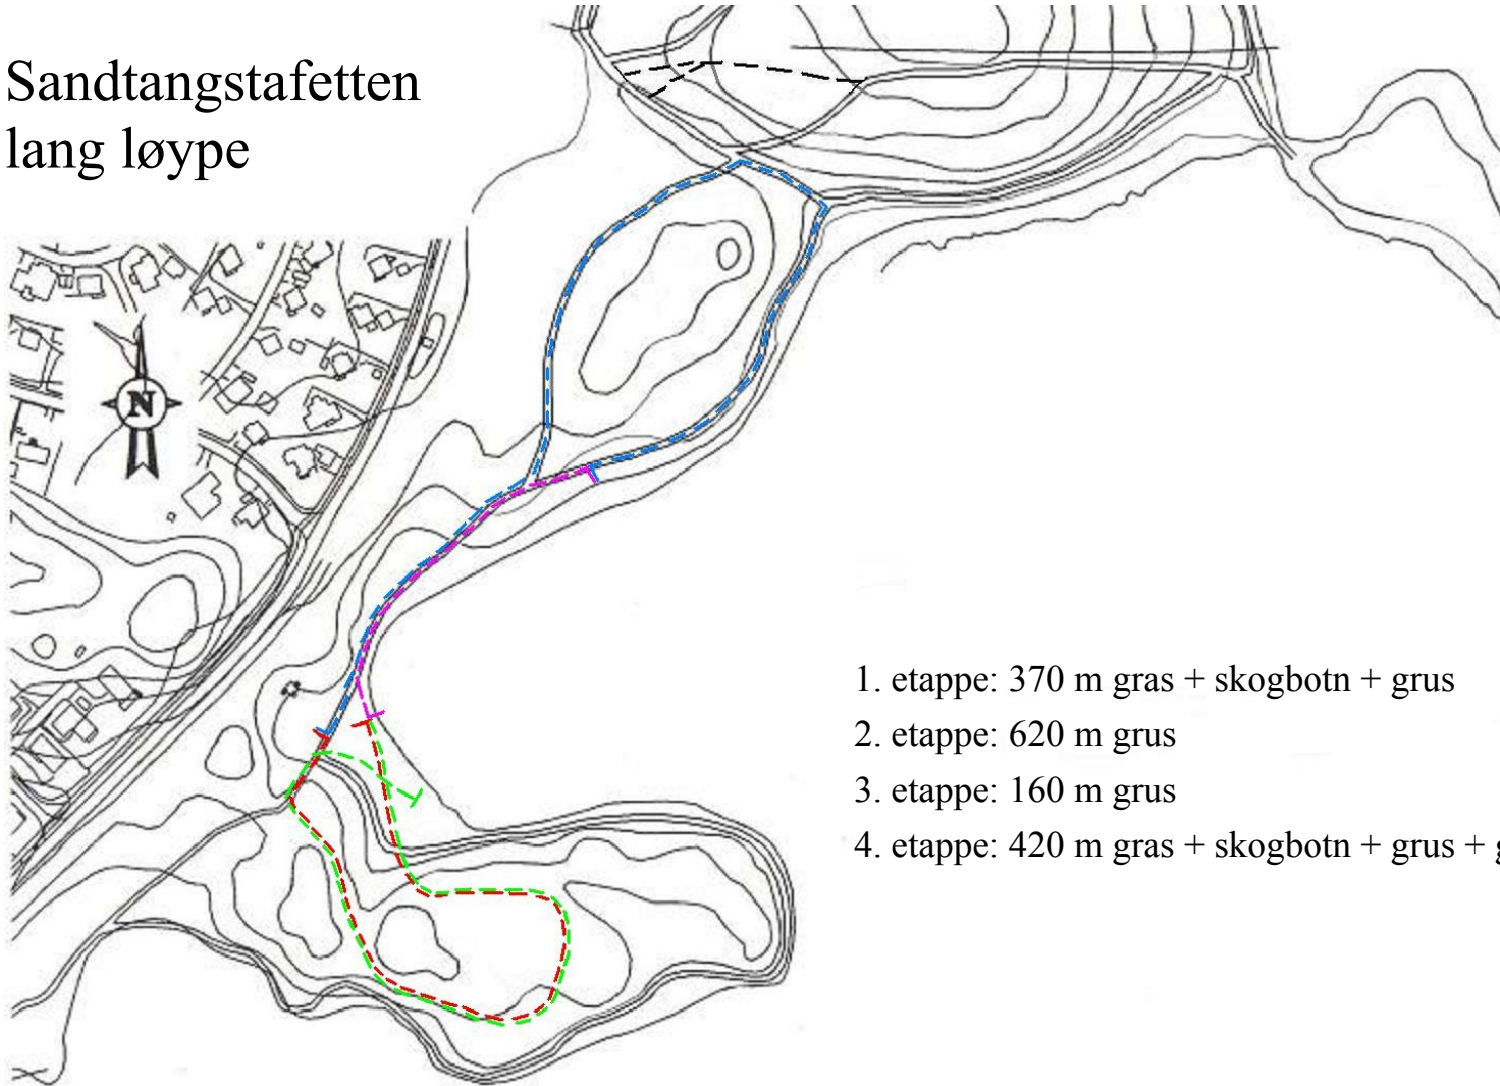 Sandtangstafetten
lang løype
N
1. etappe: 370 m gras + skogbotn + grus
2. etappe: 620 m grus
3. etappe: 160 m grus
4. etappe: 420 m gras + skogbotn + grus +